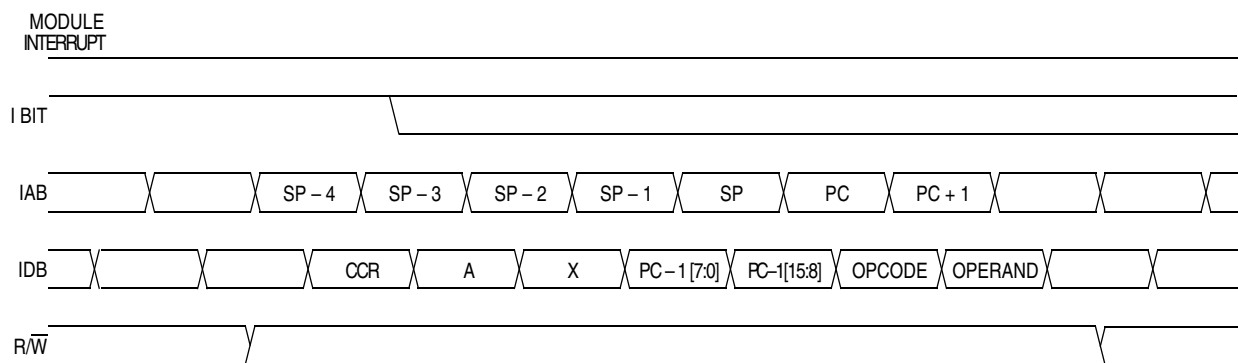 MODULE
INTERRUPT
I BIT
IAB SP – 4 SP – 3 SP – 2 SP – 1 SP PC PC + 1
IDB CCR A X PC – 1 [7:0] PC–1[15:8] OPCODE OPERAND
R/W̅